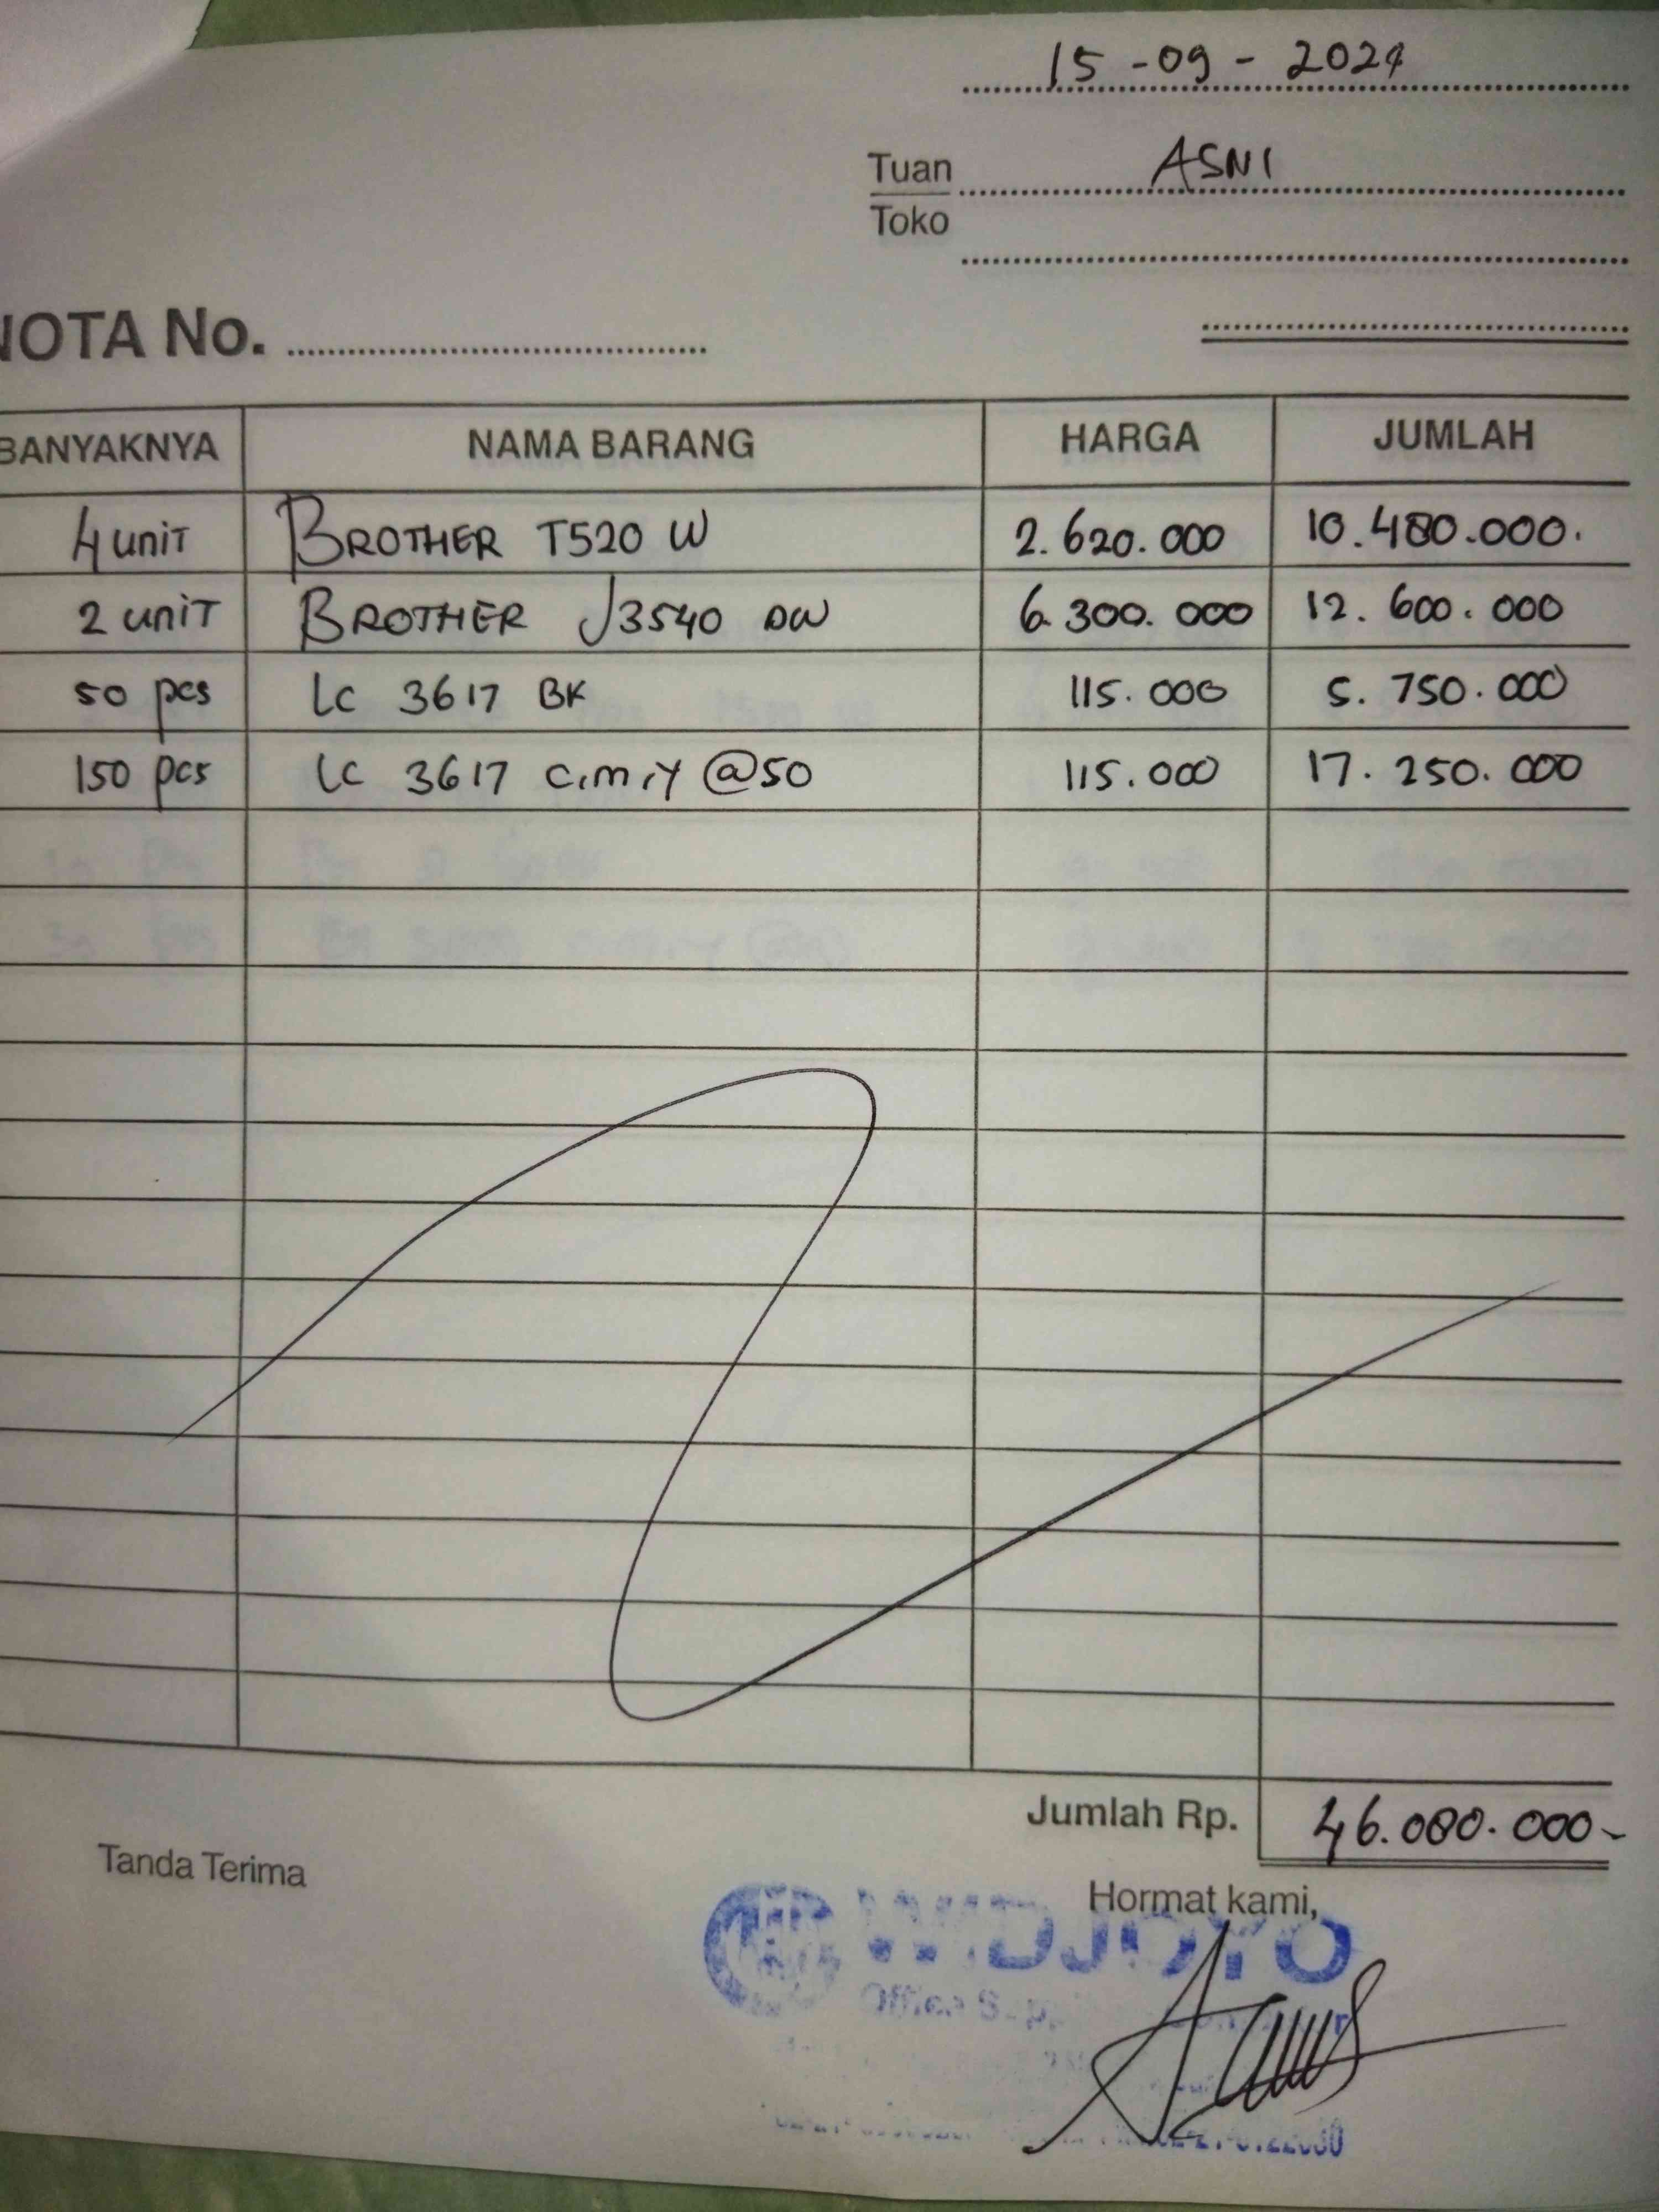 15 - 09 - 2024
Tuan ASNI
Toko
NOTA No.
BANYAKNYA NAMA BARANG HARGA JUMLAH
4 unit BROTHER T520 W 2.620.000 10.480.000.
2 unit BROTHER J3540 DW 6.300.000 12.600.000
50 pcs LC 3617 BK 115.000 5.750.000
150 pcs LC 3617 C.M.Y @50 115.000 17.250.000
Jumlah Rp. 46.080.000-
Tanda Terima
Hormat kami,
WIDJOYO
Office